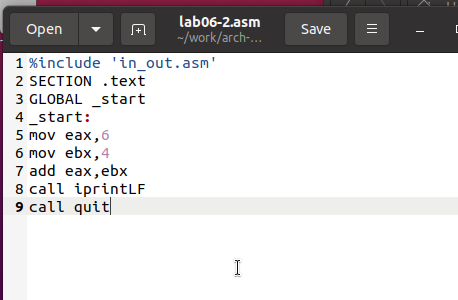 Open lab06-2.asm Save
~/work/arch-...
1 %include 'in_out.asm'
2 SECTION .text
3 GLOBAL _start
4 _start:
5 mov eax,6
6 mov ebx,4
7 add eax,ebx
8 call iprintLF
9 call quit